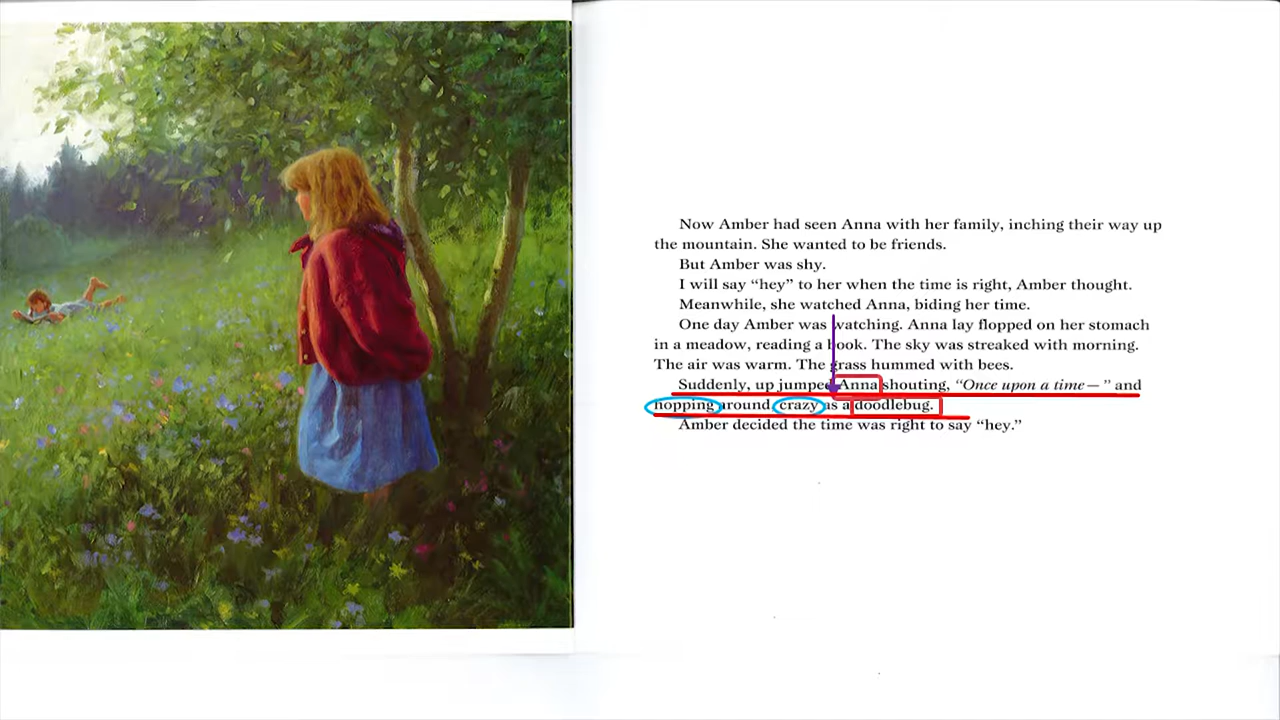 Now Amber had seen Anna with her family, inching their way up
the mountain. She wanted to be friends.
But Amber was shy.
I will say “hey” to her when the time is right, Amber thought.
Meanwhile, she watched Anna, biding her time.
One day Amber was watching. Anna lay flopped on her stomach
in a meadow, reading a book. The sky was streaked with morning.
The air was warm. The grass hummed with bees.
Suddenly, up jumped Anna shouting, “Once upon a time—” and
hopping around crazy as a doodlebug.
Amber decided the time was right to say “hey.”